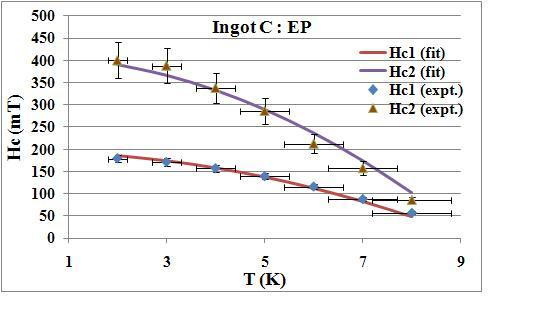 Ingot C : EP
500
450
400
350
300
250
200
150
100
50
0
Hc (mT)
Hc1 (fit)
Hc2 (fit)
Hc1 (expt.)
Hc2 (expt.)
1 3 5 7 9
T (K)